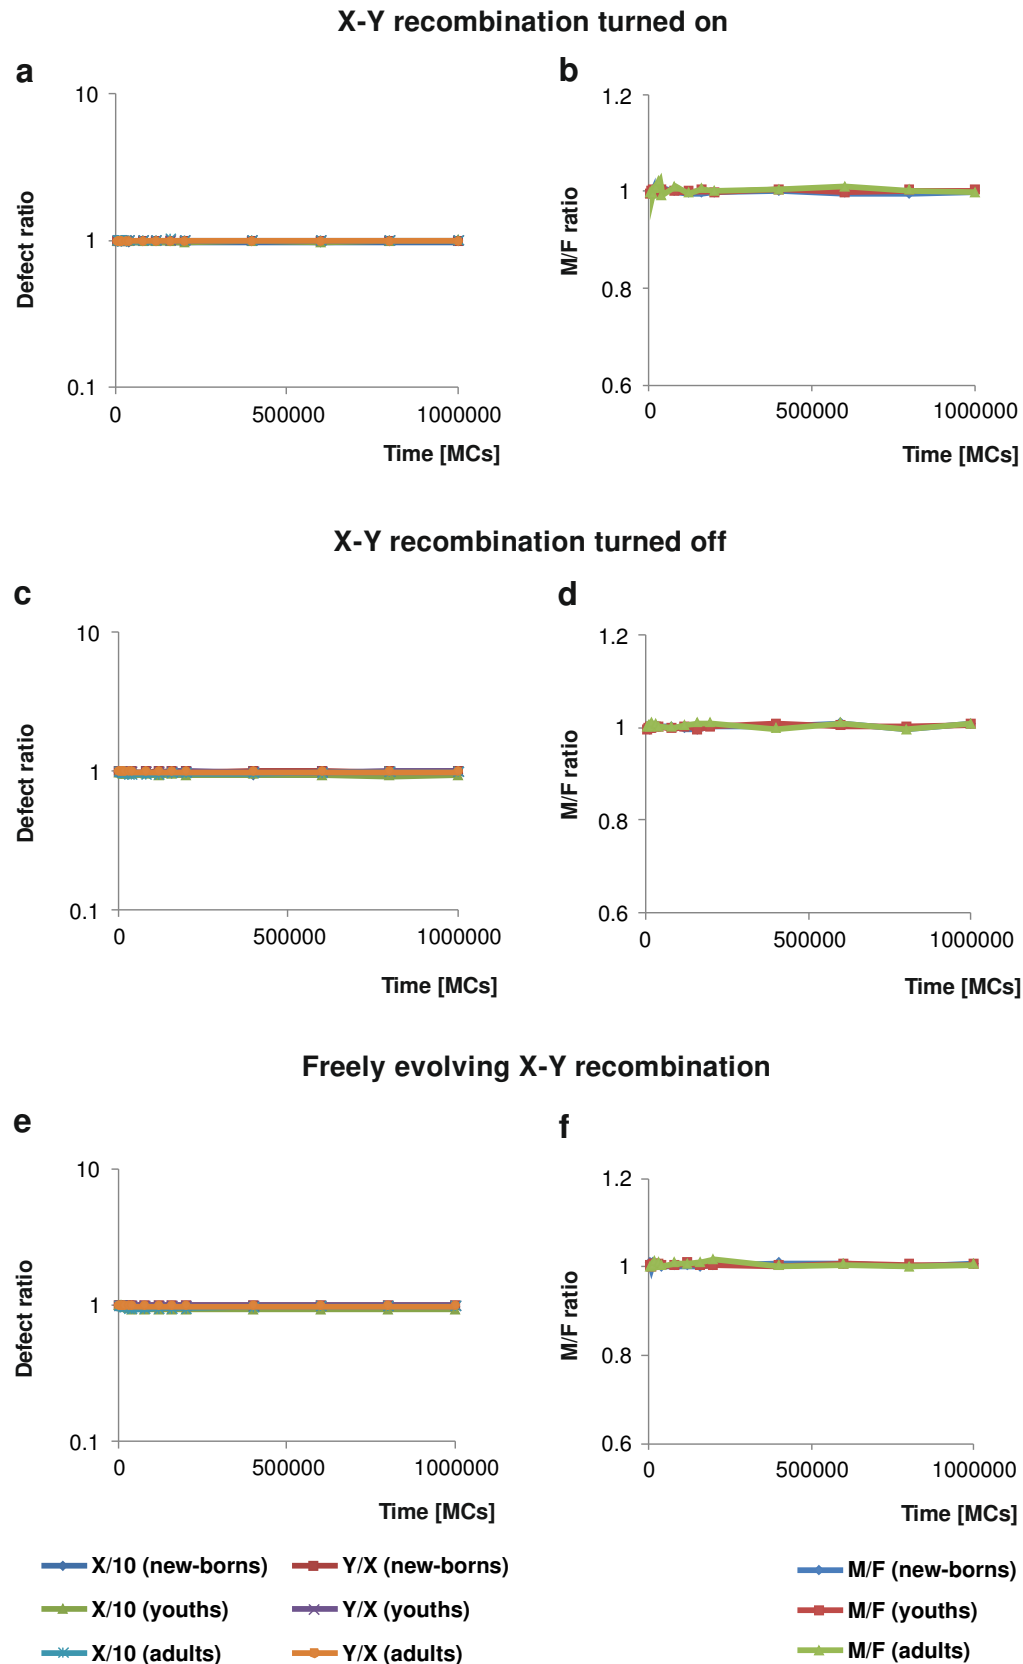 X-Y recombination turned on
a
b
10
1
0.1
Defect ratio
0
500000
1000000
Time [MCs]
1.2
1
0.8
0.6
M/F ratio
0
500000
1000000
Time [MCs]
X-Y recombination turned off
c
d
10
1
0.1
Defect ratio
0
500000
1000000
Time [MCs]
1.2
1
0.8
0.6
M/F ratio
0
500000
1000000
Time [MCs]
Freely evolving X-Y recombination
e
f
10
1
0.1
Defect ratio
0
500000
1000000
Time [MCs]
1.2
1
0.8
0.6
M/F ratio
0
500000
1000000
Time [MCs]
X/10 (new-borns)
Y/X (new-borns)
X/10 (youths)
Y/X (youths)
X/10 (adults)
Y/X (adults)
M/F (new-borns)
M/F (youths)
M/F (adults)